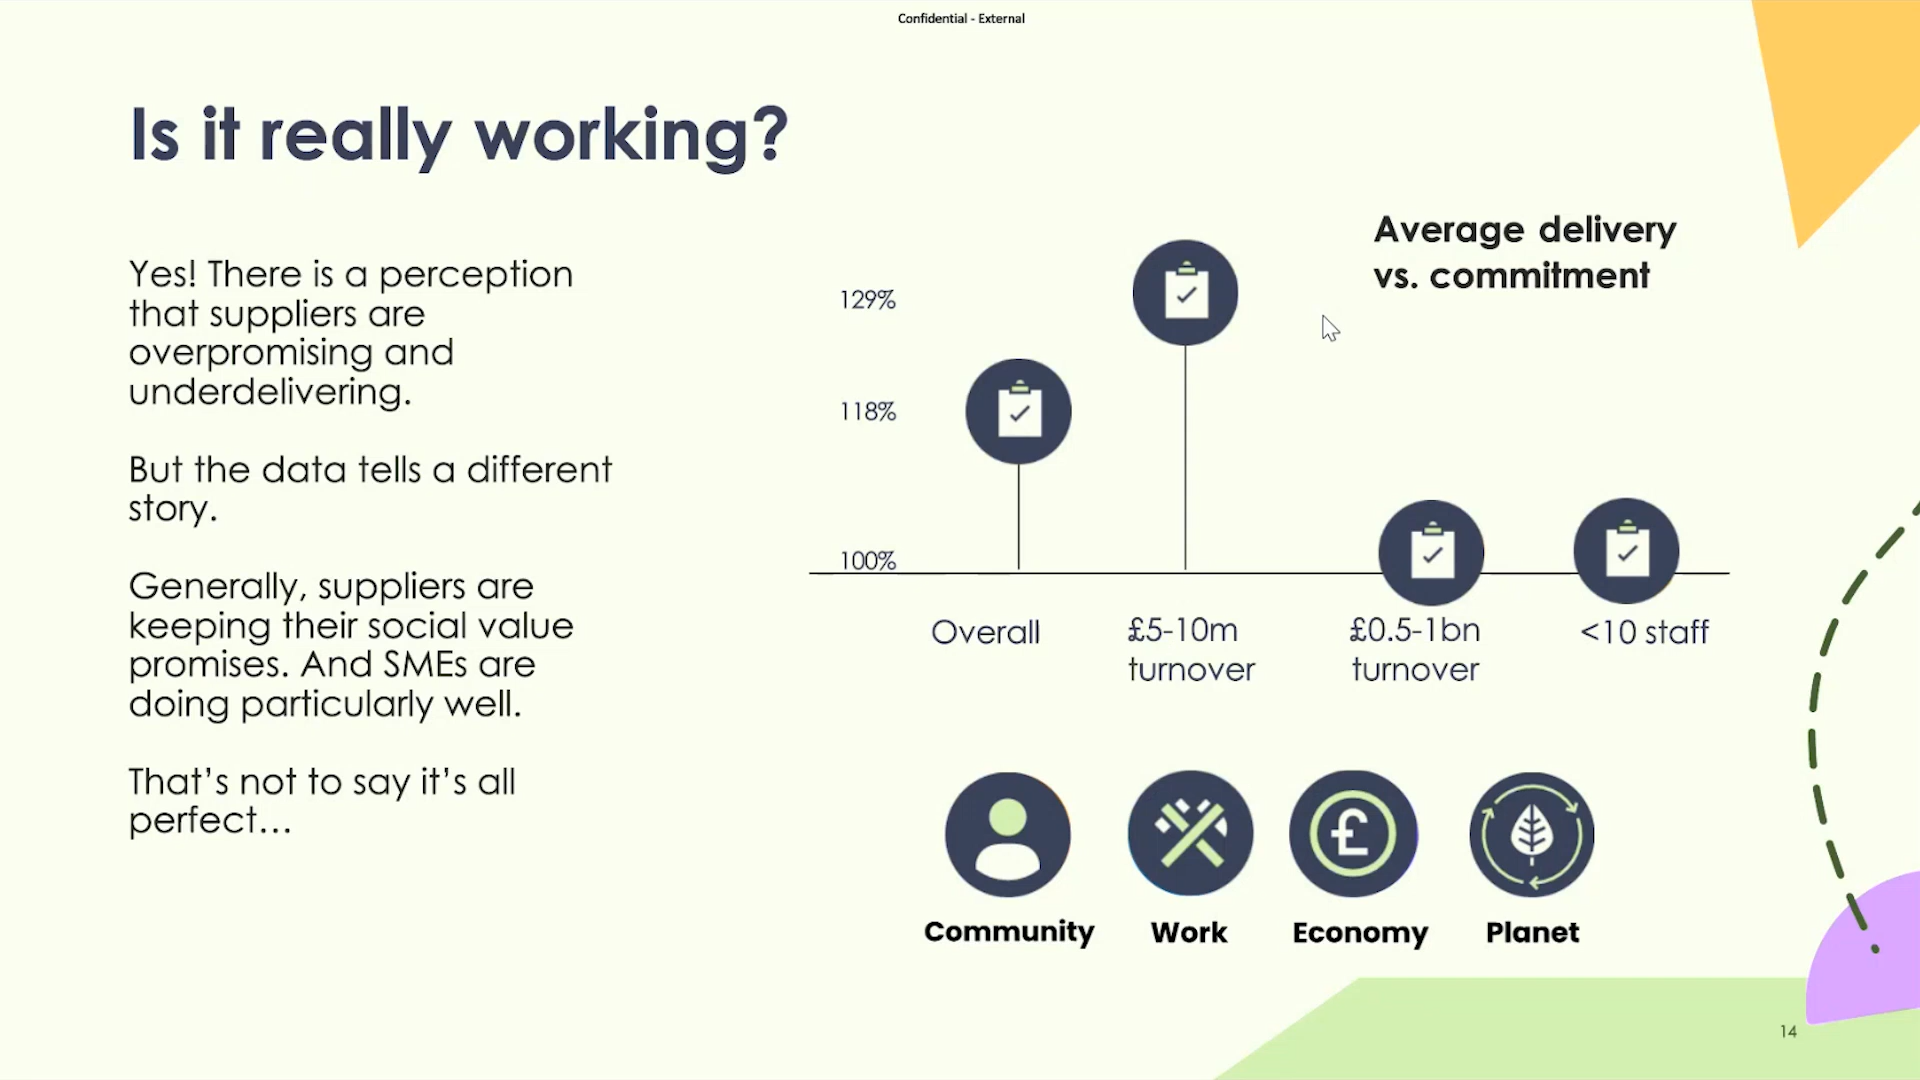 Confidential - External
Is it really working?
Yes! There is a perception
that suppliers are
overpromising and
underdelivering.
But the data tells a different
story.
Generally, suppliers are
keeping their social value
promises. And SMEs are
doing particularly well.
That's not to say it's all
perfect...
Average delivery
vs. commitment
129%
118%
100%
Overall
£5-10m
turnover
£0.5-1bn
turnover
<10 staff
Community
Work
Economy
Planet
14